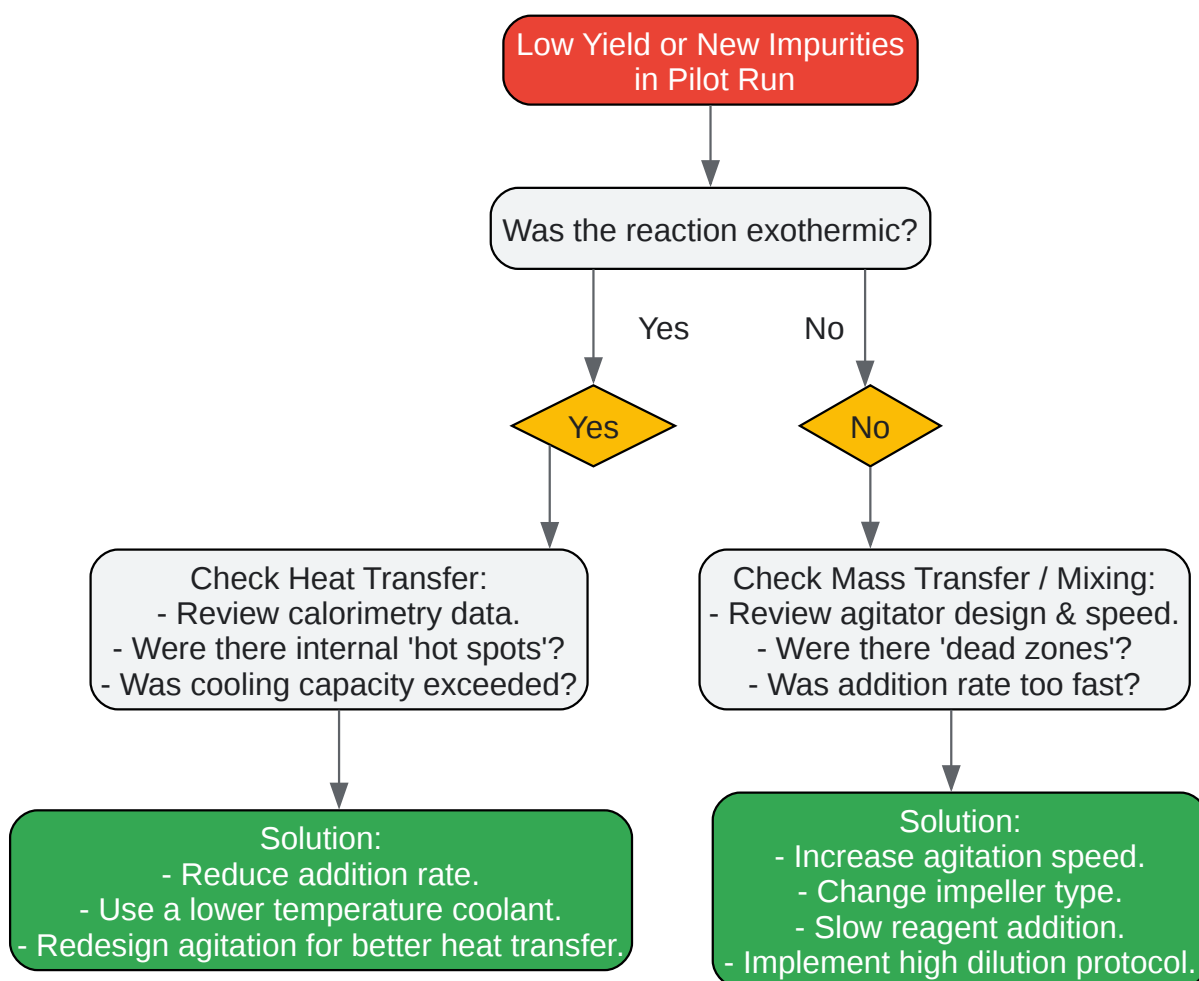 Low Yield or New Impurities
in Pilot Run
Was the reaction exothermic?
Yes
No
Yes
No
Check Heat Transfer:
- Review calorimetry data.
- Were there internal 'hot spots'?
- Was cooling capacity exceeded?
Check Mass Transfer / Mixing:
- Review agitator design & speed.
- Were there 'dead zones'?
- Was addition rate too fast?
Solution:
- Reduce addition rate.
- Use a lower temperature coolant.
- Redesign agitation for better heat transfer.
Solution:
- Increase agitation speed.
- Change impeller type.
- Slow reagent addition.
- Implement high dilution protocol.